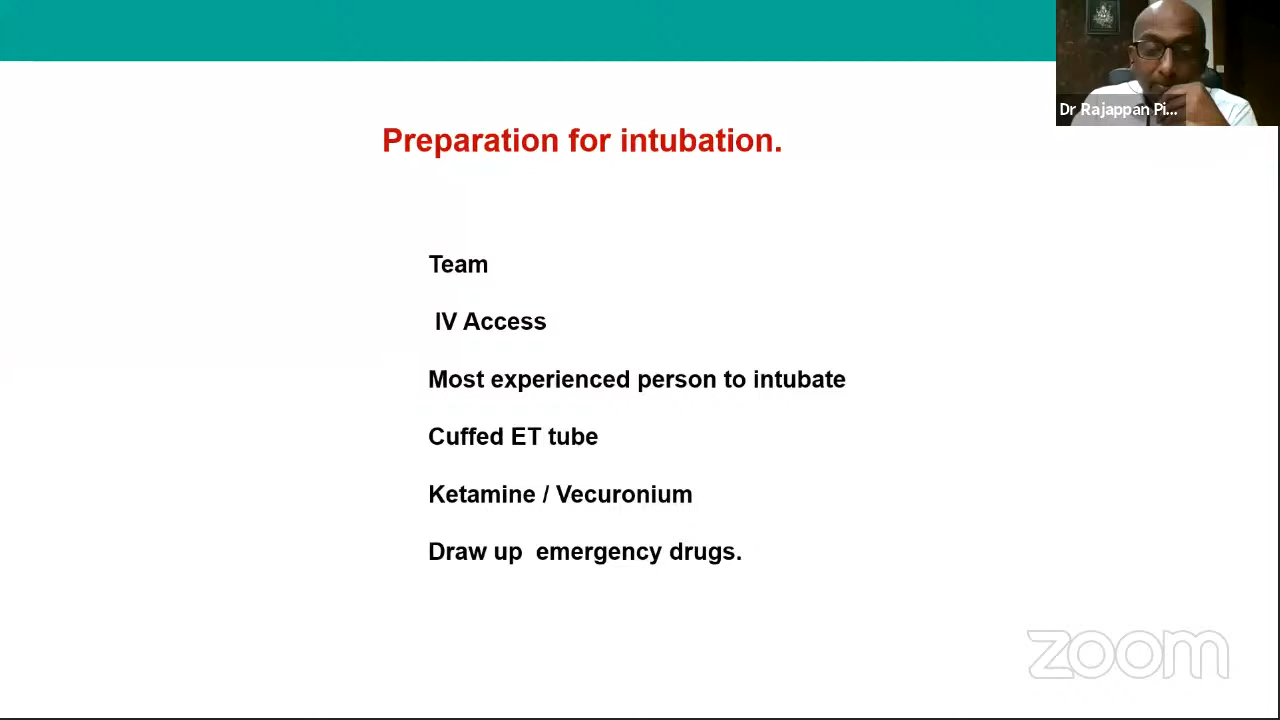 Dr Rajappan Pi...
Preparation for intubation.
Team
IV Access
Most experienced person to intubate
Cuffed ET tube
Ketamine / Vecuronium
Draw up emergency drugs.
zoom